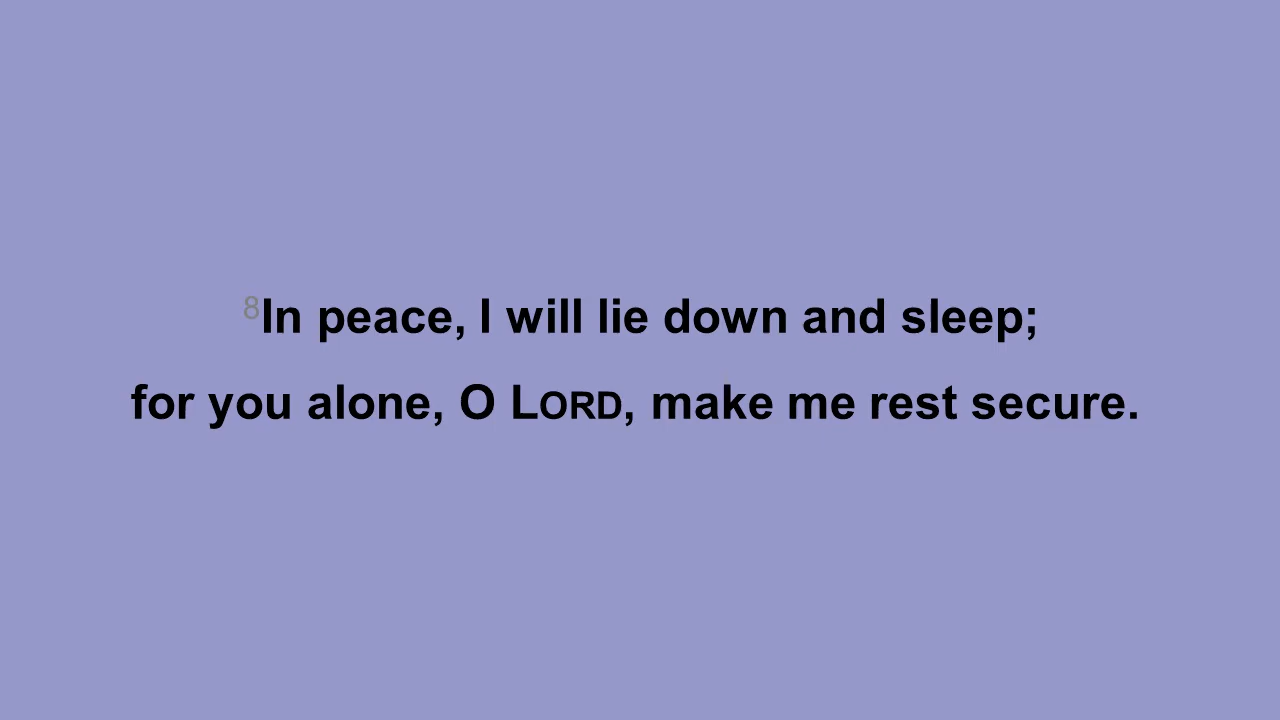 8In peace, I will lie down and sleep;
for you alone, O LORD, make me rest secure.